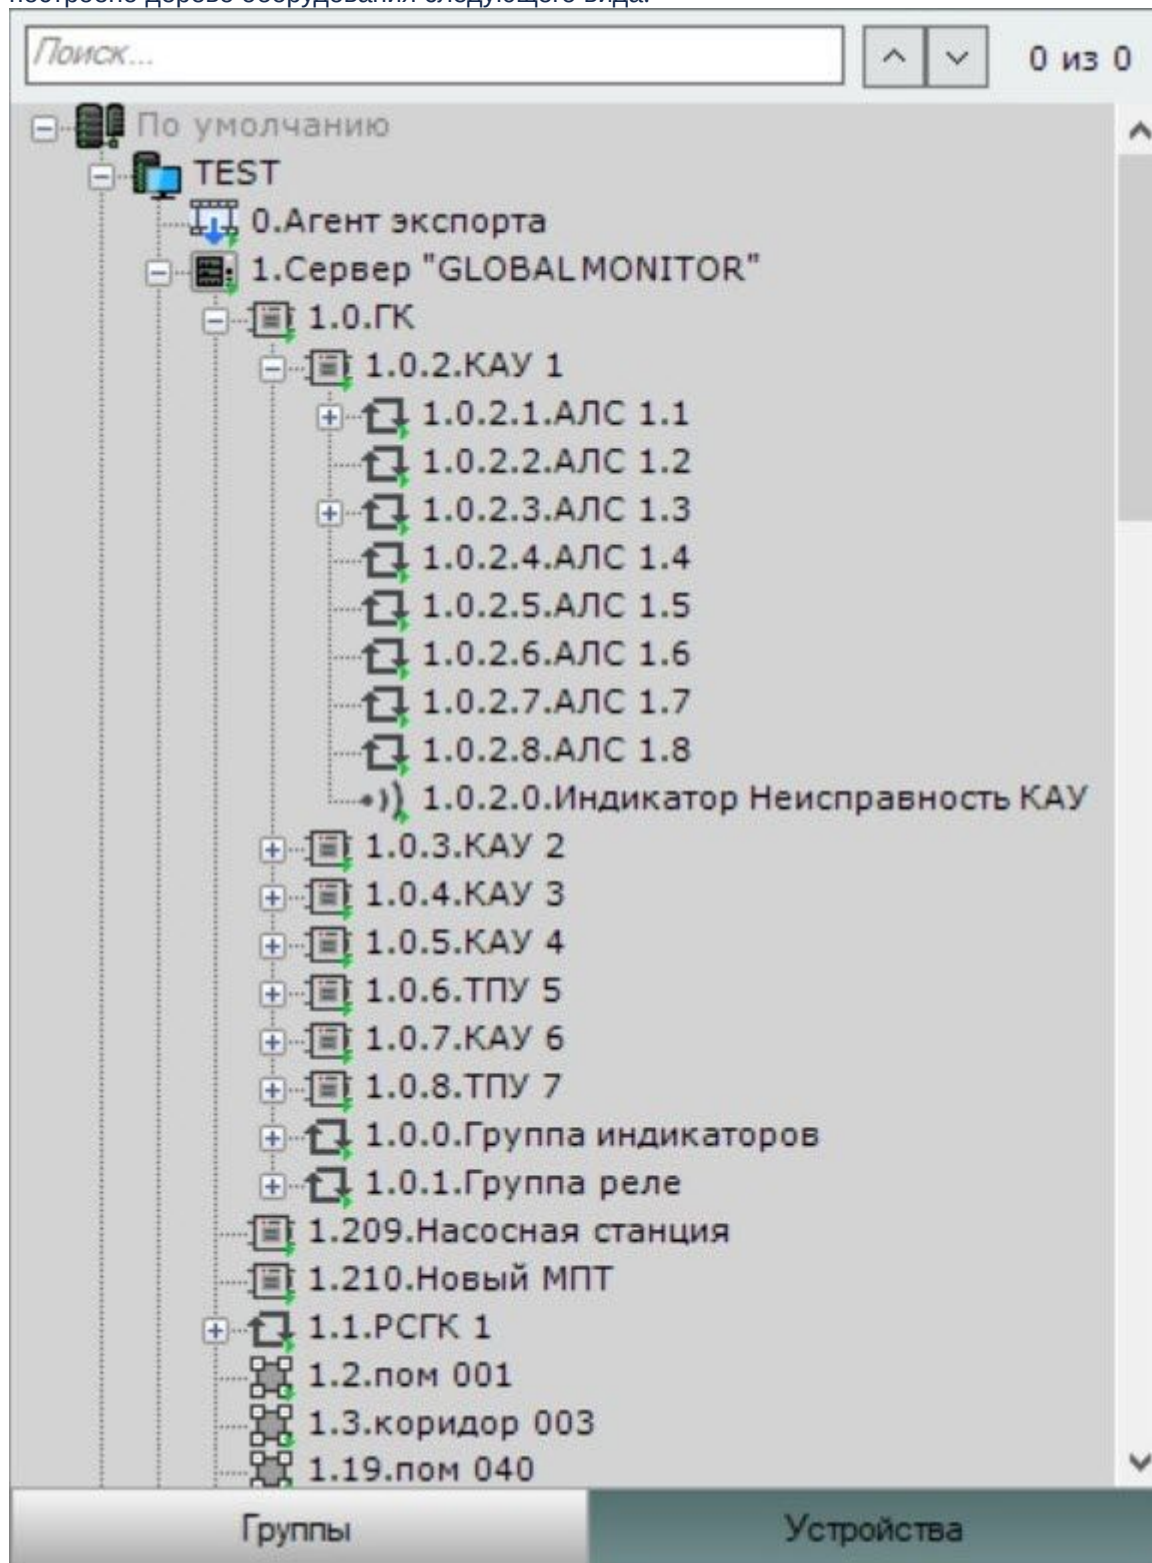 построено дерево оборудования следующего вида:
Поиск...
0 из 0
По умолчанию
TEST
0.Агент экспорта
1.Сервер "GLOBALMONITOR"
1.0.ГК
1.0.2.КАУ 1
1.0.2.1.АЛС 1.1
1.0.2.2.АЛС 1.2
1.0.2.3.АЛС 1.3
1.0.2.4.АЛС 1.4
1.0.2.5.АЛС 1.5
1.0.2.6.АЛС 1.6
1.0.2.7.АЛС 1.7
1.0.2.8.АЛС 1.8
1.0.2.0.Индикатор Неисправность КАУ
1.0.3.КАУ 2
1.0.4.КАУ 3
1.0.5.КАУ 4
1.0.6.ТПУ 5
1.0.7.КАУ 6
1.0.8.ТПУ 7
1.0.0.Группа индикаторов
1.0.1.Группа реле
1.209.Насосная станция
1.210.Новый МПТ
1.1.РСГК 1
1.2.пом 001
1.3.коридор 003
1.19.пом 040
Группы
Устройства